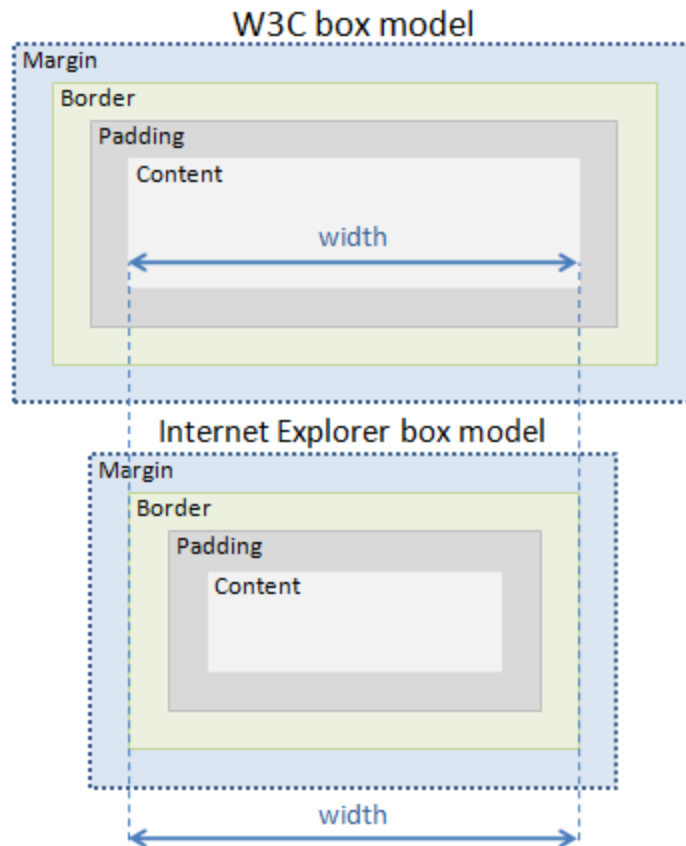 W3C box model
Margin
Border
Padding
Content
width
Internet Explorer box model
Margin
Border
Padding
Content
width